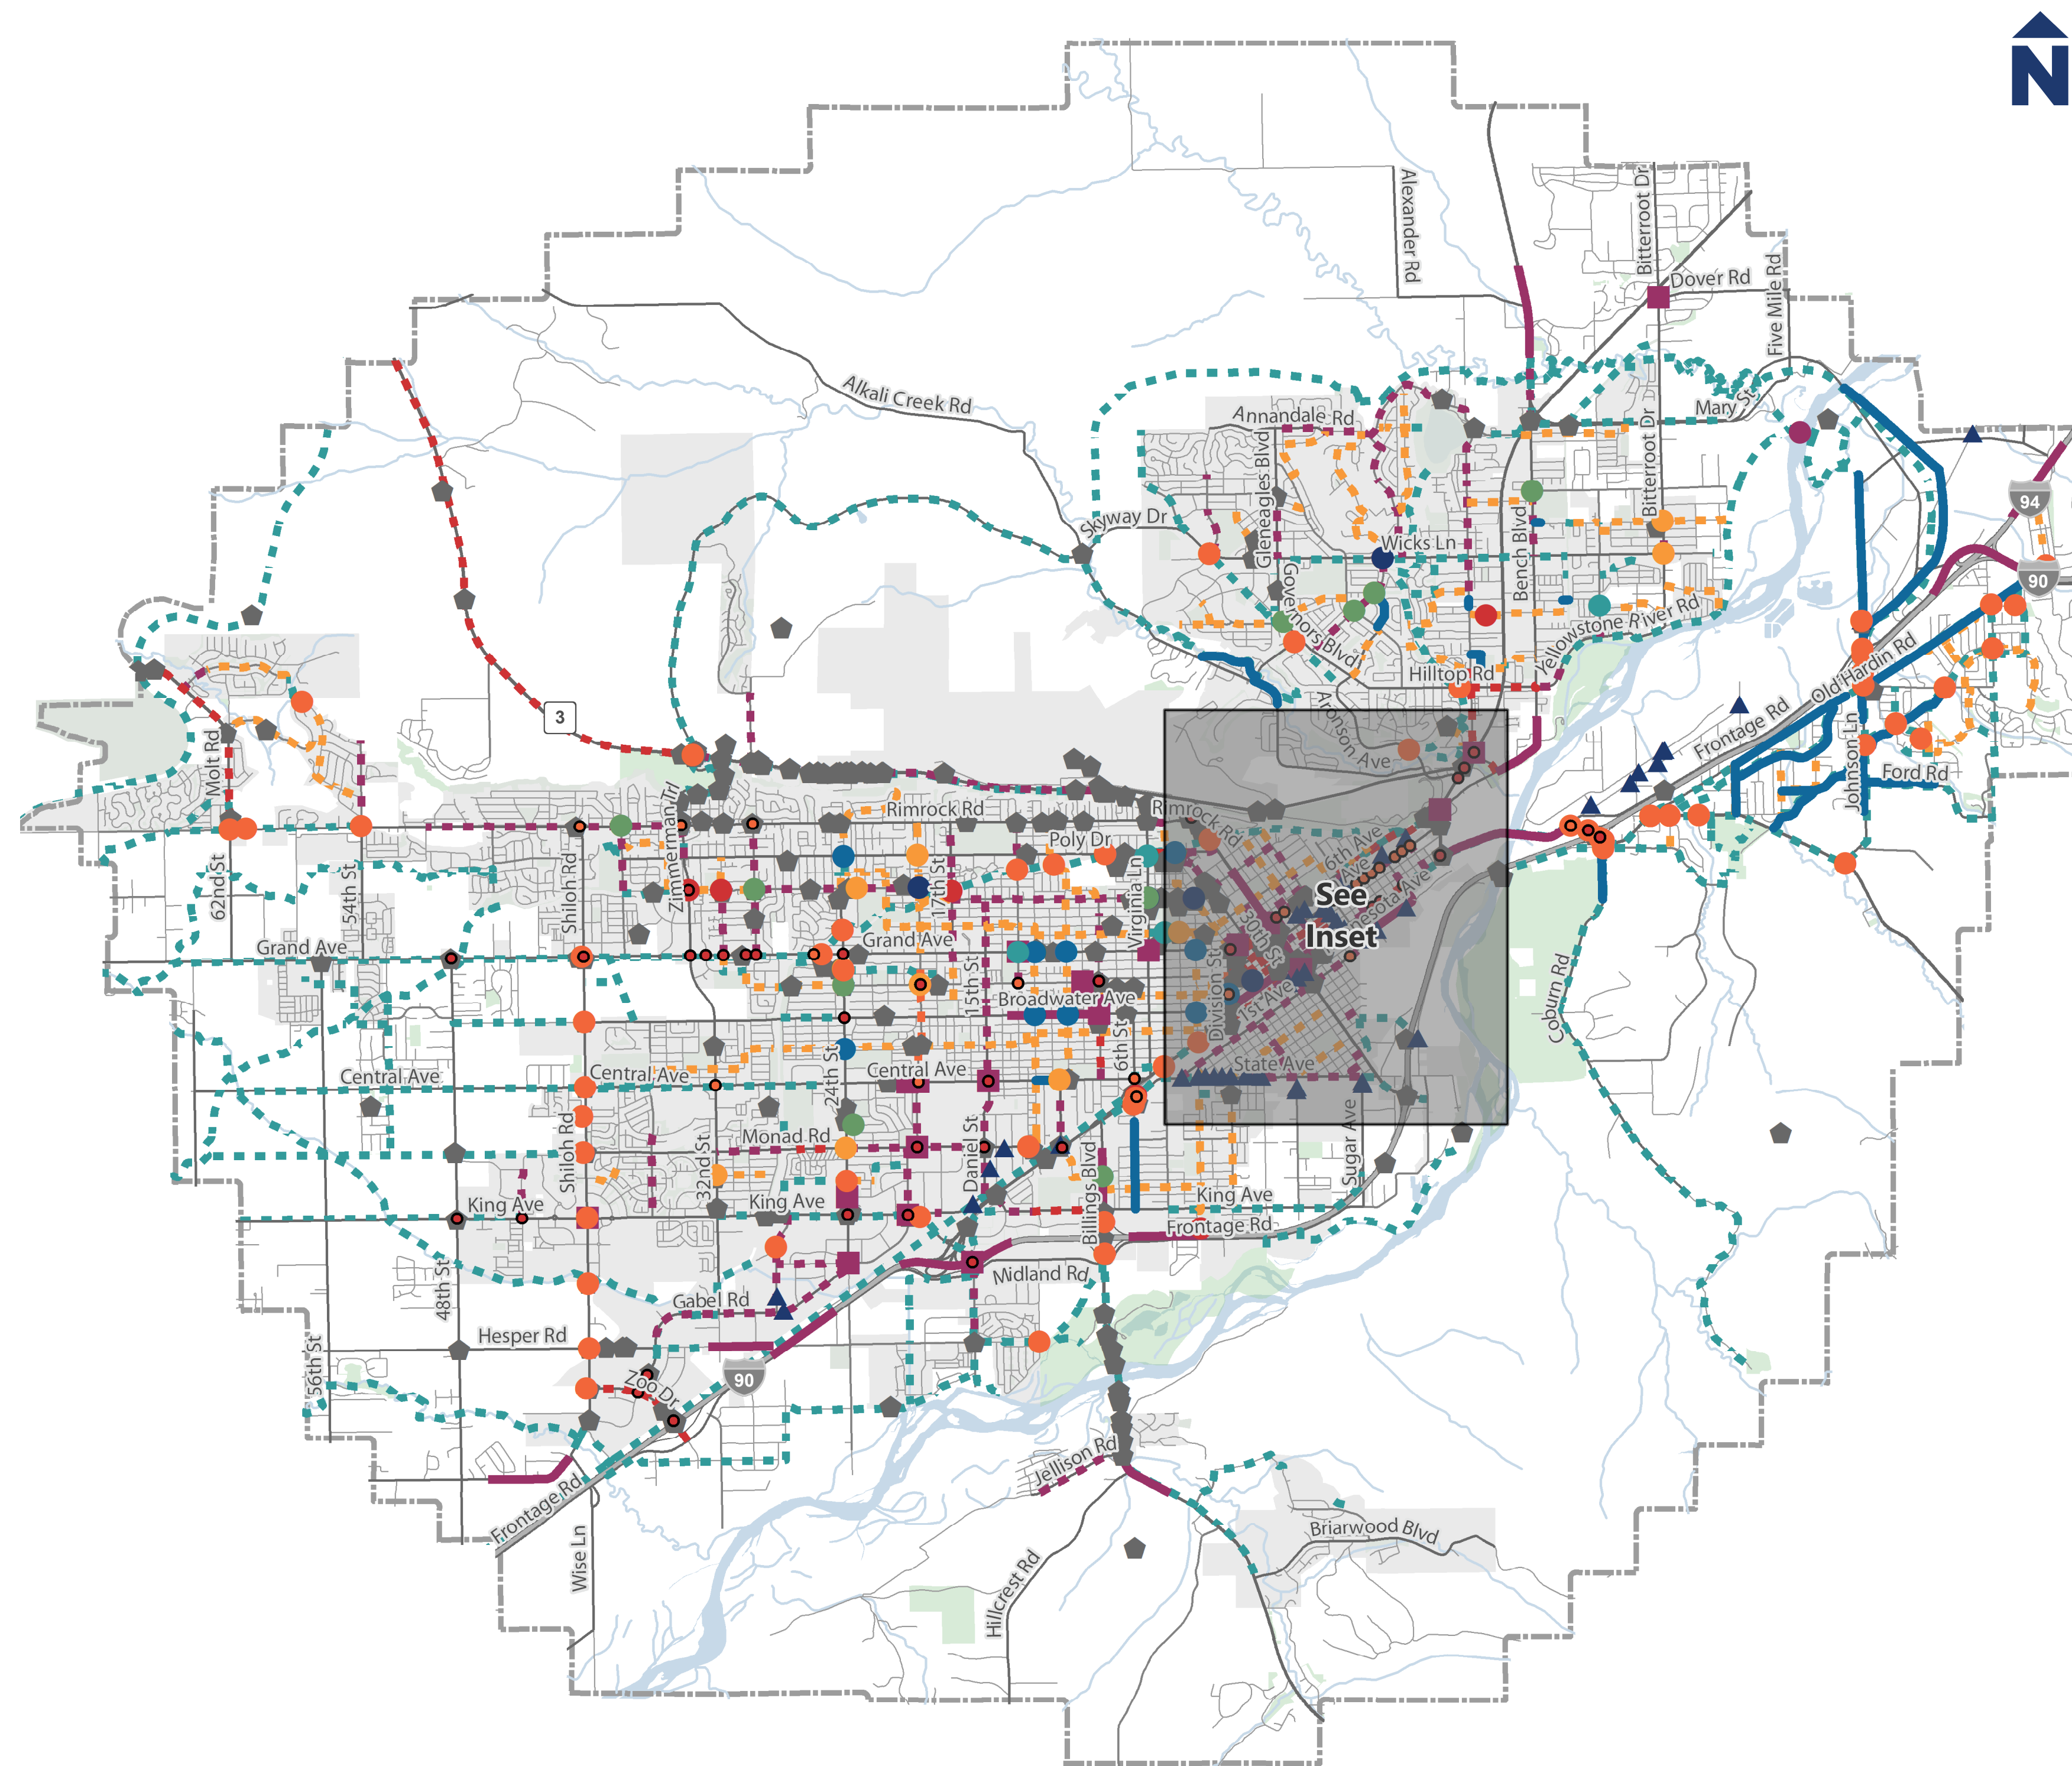 N
Alexander Rd
Bitterroot Dr
Dover Rd
Five Mile Rd
Alkali Creek Rd
Annandale Rd
Mary St
Bitterroot Dr
Gleneagles Blvd
Skyway Dr
Wicks Ln
Bench Blvd
94
90
Governors Blvd
Yellowstone River Rd
Hilltop Rd
Old Hardin Rd
3
Molt Rd
Aronson Ave
Frontage Rd
Johnson Ln
Ford Rd
Zimmerman Trl
Rimrock Rd
Rimrock Rd
Poly Dr
6th Ave
Ave
62nd St
54th St
Shiloh Rd
17th St
Virginia Ln
See
Inset
nesota Ave
30th St
Grand Ave
Grand Ave
Division St
15th St
Broadwater Ave
1st Ave
Coburn Rd
6th St
24th St
Central Ave
Central Ave
Central Ave
State Ave
Shiloh Rd
Monad Rd
32nd St
Daniel St
Billings Blvd
Sugar Ave
King Ave
King Ave
King Ave
Frontage Rd
48th St
Midland Rd
Gabel Rd
Hesper Rd
56th St
Zoo Dr
90
Jellison Rd
Frontage Rd
Wise Ln
Hillcrest Rd
Briarwood Blvd